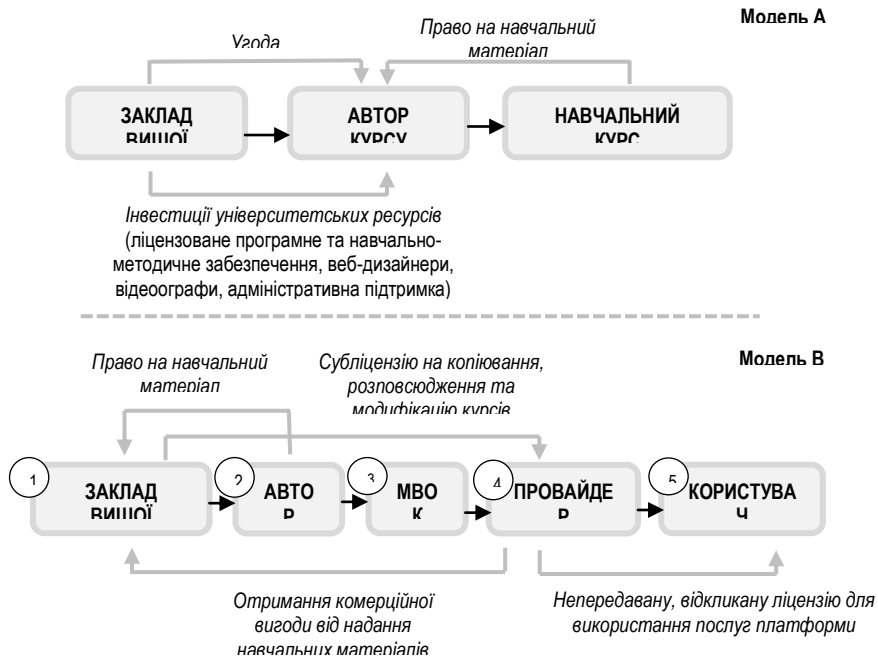 Модель А
Угода
Право на навчальний
матеріал
ЗАКЛАД
ВИЩОЇ
АВТОР
КУРСУ
НАВЧАЛЬНИЙ
КУРС
Інвестиції університетських ресурсів
(ліцензоване програмне та навчально-
методичне забезпечення, веб-дизайнери,
відеоографи, адміністративна підтримка)
Модель В
Право на навчальний
матеріал
Субліцензію на копіювання,
розповсюдження та
модифікацію курсів
1
ЗАКЛАД
ВИЩОЇ
2
АВТО
Р
3
МВО
К
4
ПРОВАЙДЕ
Р
5
КОРИСТУВА
Ч
Отримання комерційної
вигоди від надання
навчальних матеріалів
Непередавану, відкликану ліцензію для
використання послуг платформи